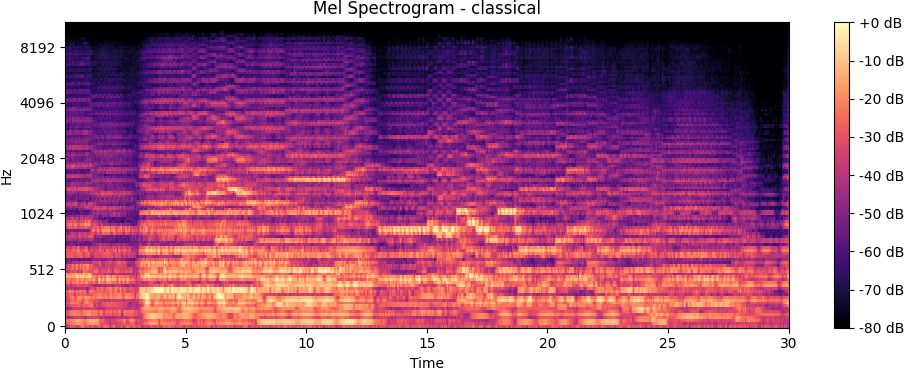 Mel Spectrogram - classical
Hz
8192
4096
2048
1024
512
0
0 5 10 15 20 25 30
Time
+0 dB
-10 dB
-20 dB
-30 dB
-40 dB
-50 dB
-60 dB
-70 dB
-80 dB